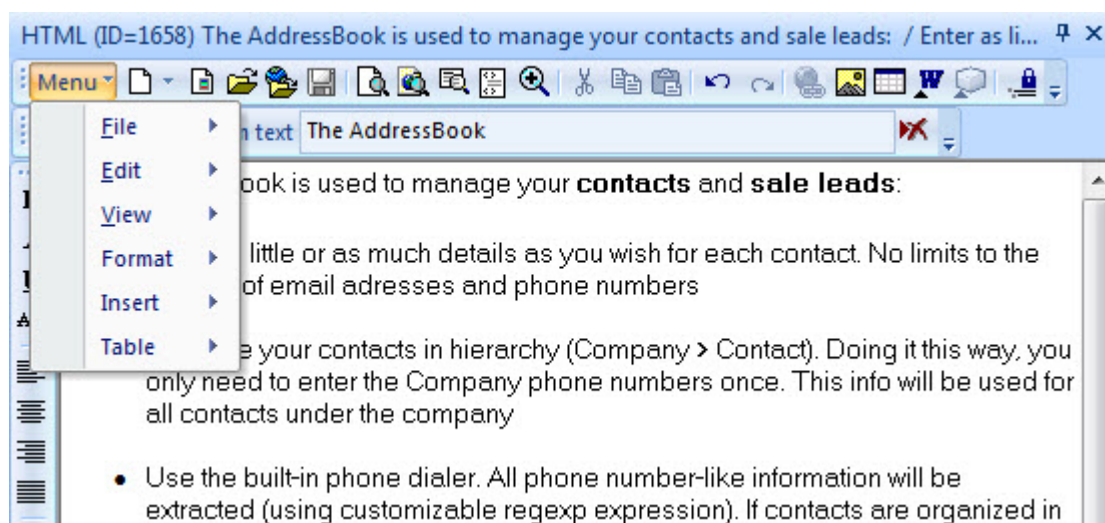 HTML (ID=1658) The AddressBook is used to manage your contacts and sale leads: / Enter as li...
Menu
File
Edit
View
Format
Insert
Table
text The AddressBook
ook is used to manage your contacts and sale leads:
little or as much details as you wish for each contact. No limits to the
of email adresses and phone numbers
your contacts in hierarchy (Company > Contact). Doing it this way, you
only need to enter the Company phone numbers once. This info will be used for
all contacts under the company
• Use the built-in phone dialer. All phone number-like information will be
extracted (using customizable regexp expression). If contacts are organized in